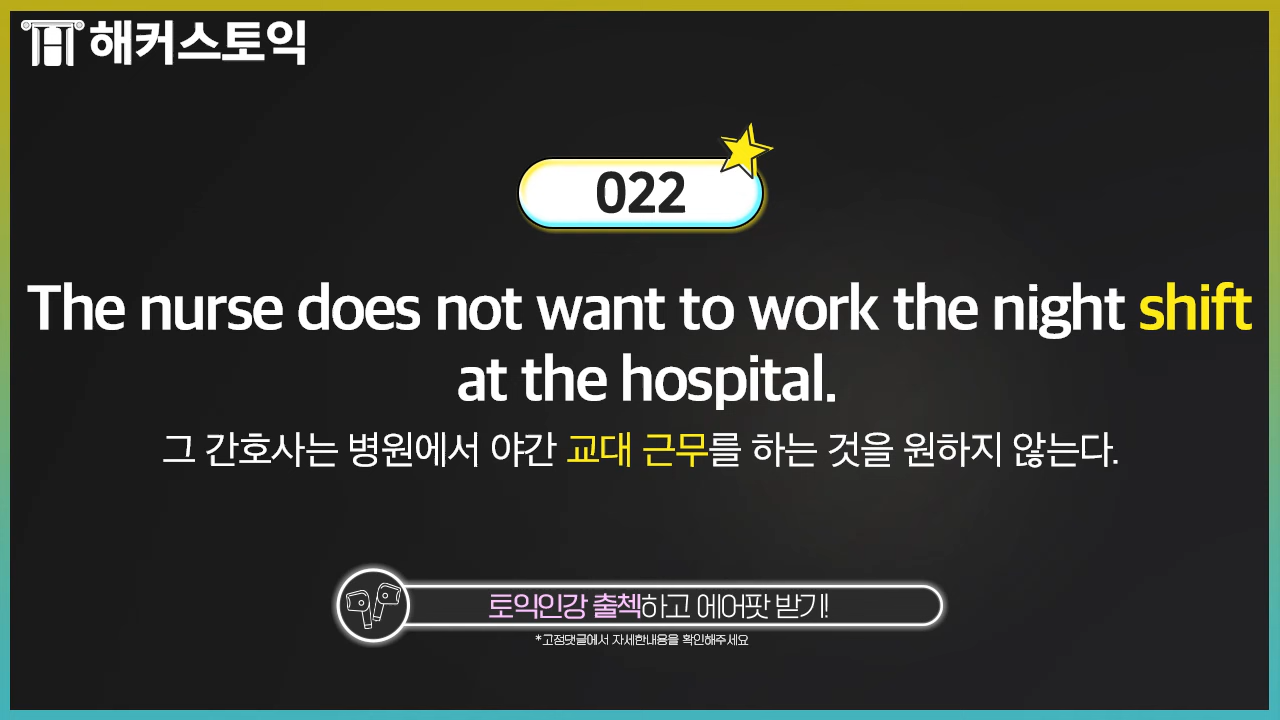 해커스토익
022
The nurse does not want to work the night shift
at the hospital.
그 간호사는 병원에서 야간 교대 근무를 하는 것을 원하지 않는다.
토익인강 출첵하고 에어팟 받기!
*고정댓글에서 자세한내용을 확인해주세요